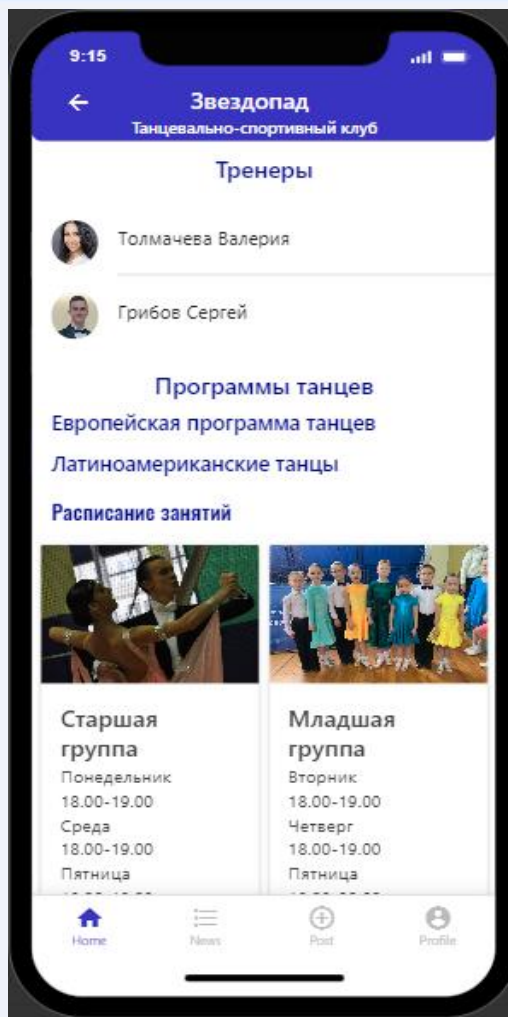 9:15
Звездопад
Танцевально-спортивный клуб
Тренеры
Толмачева Валерия
Грибов Сергей
Программы танцев
Европейская программа танцев
Латиноамериканские танцы
Расписание занятий
Старшая
группа
Понедельник
18.00-19.00
Среда
18.00-19.00
Пятница
Младшая
группа
Вторник
18.00-19.00
Четверг
18.00-19.00
Пятница
Home
News
Post
Profile